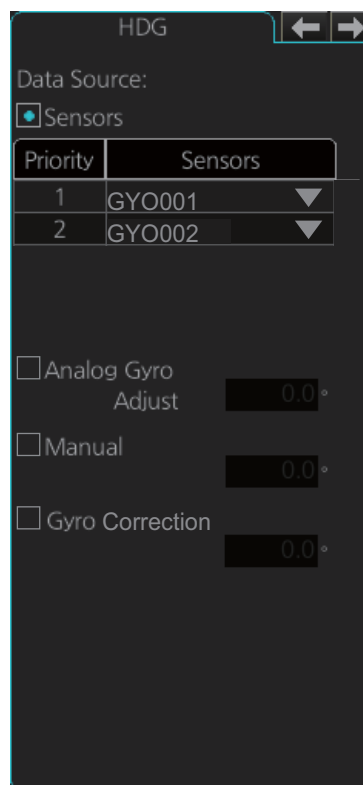 HDG
Data Source:
Sensors
Priority Sensors
1 GYO001
2 GYO002
Analog Gyro
Adjust 0.0°
Manual
0.0°
Gyro Correction
0.0°